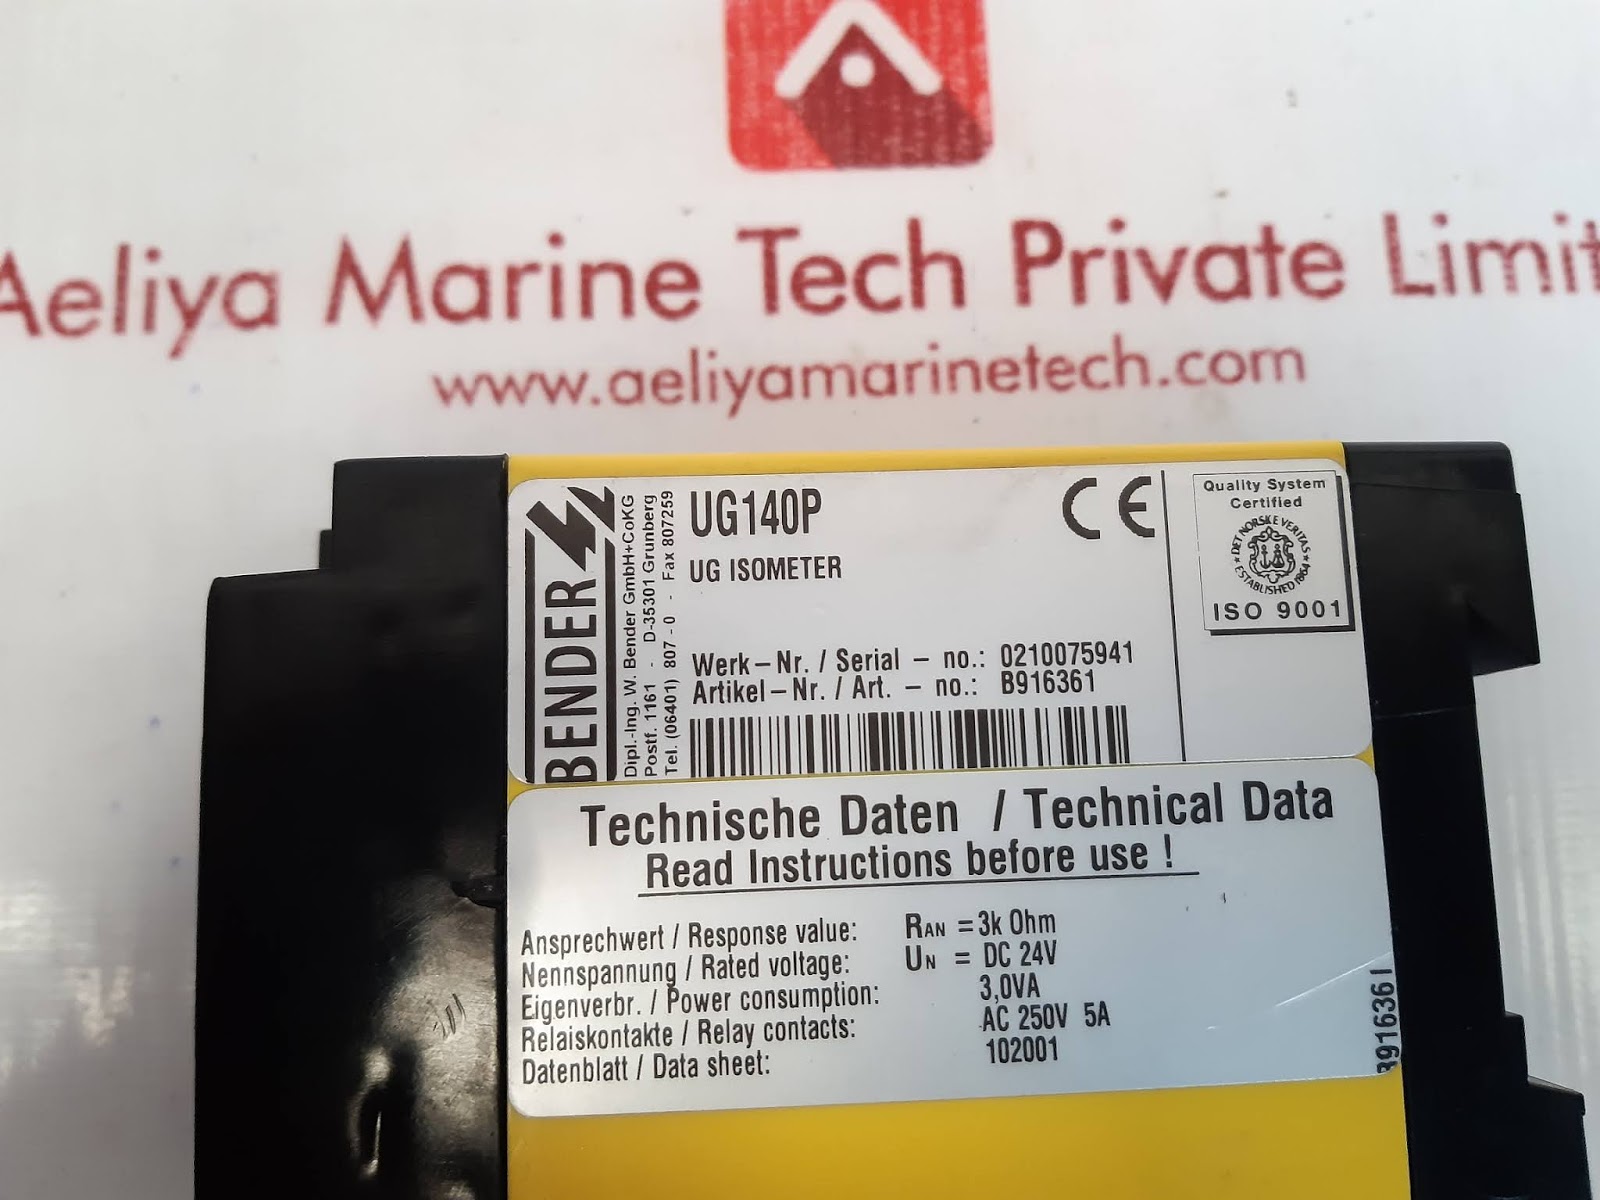 Aeliya Marine Tech Private Limit
www.aeliyamarinetech.com
BENDER
Dipl.-Ing. W. Bender GmbH+CoKG
Postf. 1161 - D-35301 Grünberg
Tel. (06401) 807 - 0 - Fax 807259
UG140P
UG ISOMETER
CE
Werk-Nr. / Serial - no.: 0210075941
Artikel-Nr. / Art. - no.: B916361
Quality System
Certified
DET NORSKE VERITAS
ESTABLISHED 1864
ISO 9001
Technische Daten / Technical Data
Read Instructions before use !
Ansprechwert / Response value: RAN = 3k Ohm
Nennspannung / Rated voltage: UN = DC 24V
Eigenverbr. / Power consumption: 3,0VA
Relaiskontakte / Relay contacts: AC 250V 5A
Datenblatt / Data sheet: 102001
B916361